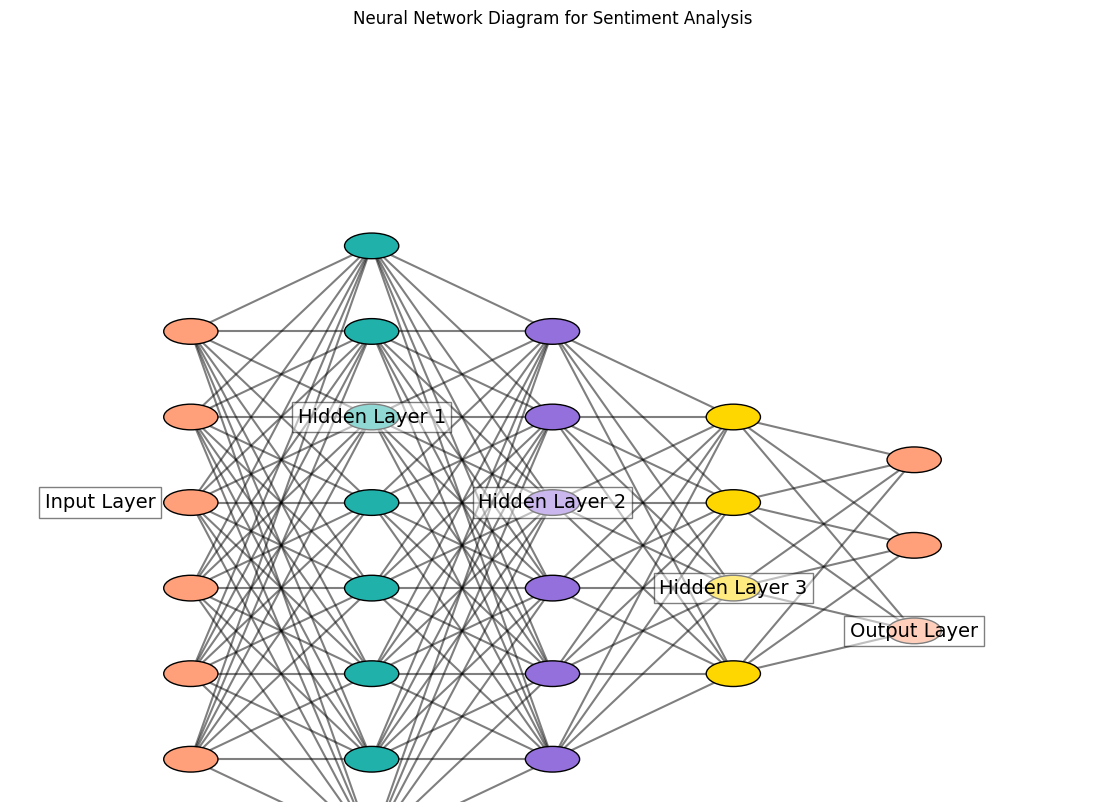 Neural Network Diagram for Sentiment Analysis
Hidden Layer 1
Input Layer
Hidden Layer 2
Hidden Layer 3
Output Layer